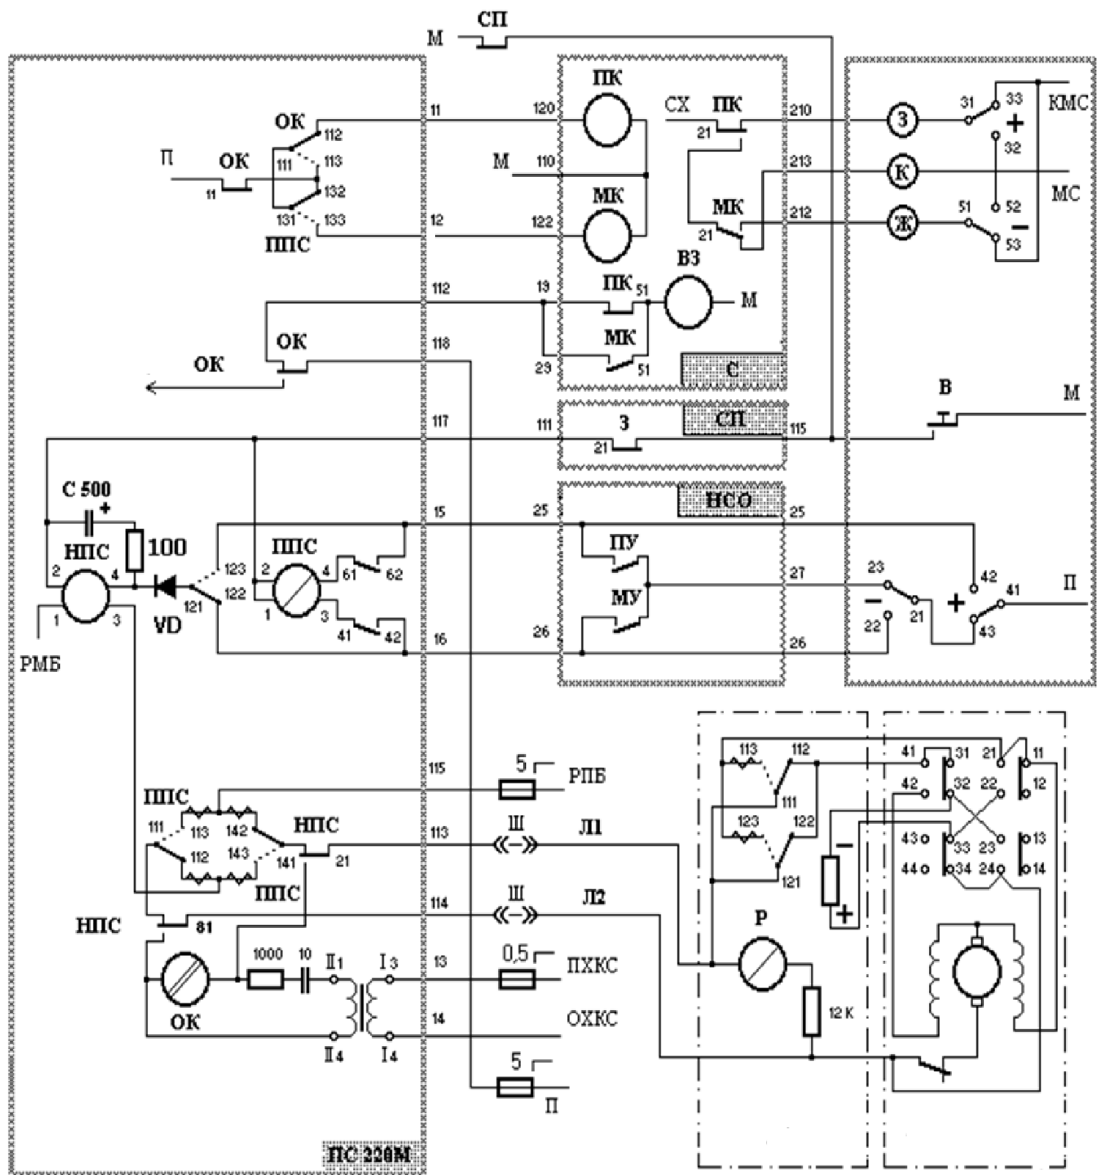 М СП
ПК СХ ПК 210 31 33 КМС
ОК 11 120 21 З +
112 32
П ОК 111 113 М 110 213 К
11 132 МК МК 212 51 52 МС
131 133 12 122 21 Ж − 53
ППС ВЗ
112 19 ПК 51 М
ОК 118 МК
ОК 29 51 С
В М
117 111 З СП 115
21
С 500 + НСО
15 25 25
НПС 100 ППС ПУ
2 4 123 2 4 61 62 27 23 42 41 П
122 МУ − +
1 3 VD 121 1 3 41 42 21 43
16 26 26 22
РМБ
113 112 41 31 21 11
115 5 РПБ
ППС 42 32 22 12
111 113 142 НПС 113 Ш Л1 111
123 122 43 33 23 13
112 143 141 21 −
ППС 121 44 34 24 14
114 Ш Л2 +
НПС 81 Р
1000 10 II1 I3 13 0,5 ПХКС
ОК 14 ОХКС 12 К
II4 I4
5
П
ПС 220М